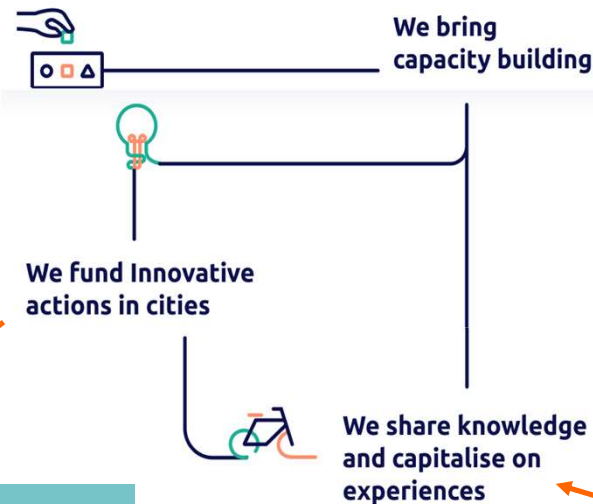 We bring
capacity building
We fund Innovative
actions in cities
We share knowledge
and capitalise on
experiences